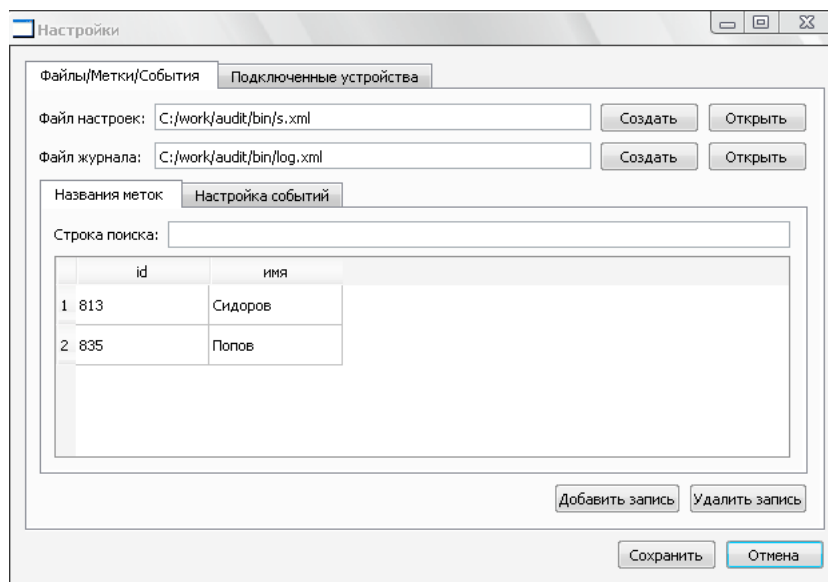 Настройки
Файлы/Метки/События Подключенные устройства
Файл настроек: C:/work/audit/bin/s.xml Создать Открыть
Файл журнала: C:/work/audit/bin/log.xml Создать Открыть
Названия меток Настройка событий
Строка поиска:
id имя
1 813 Сидоров
2 835 Попов
Добавить запись Удалить запись
Сохранить Отмена